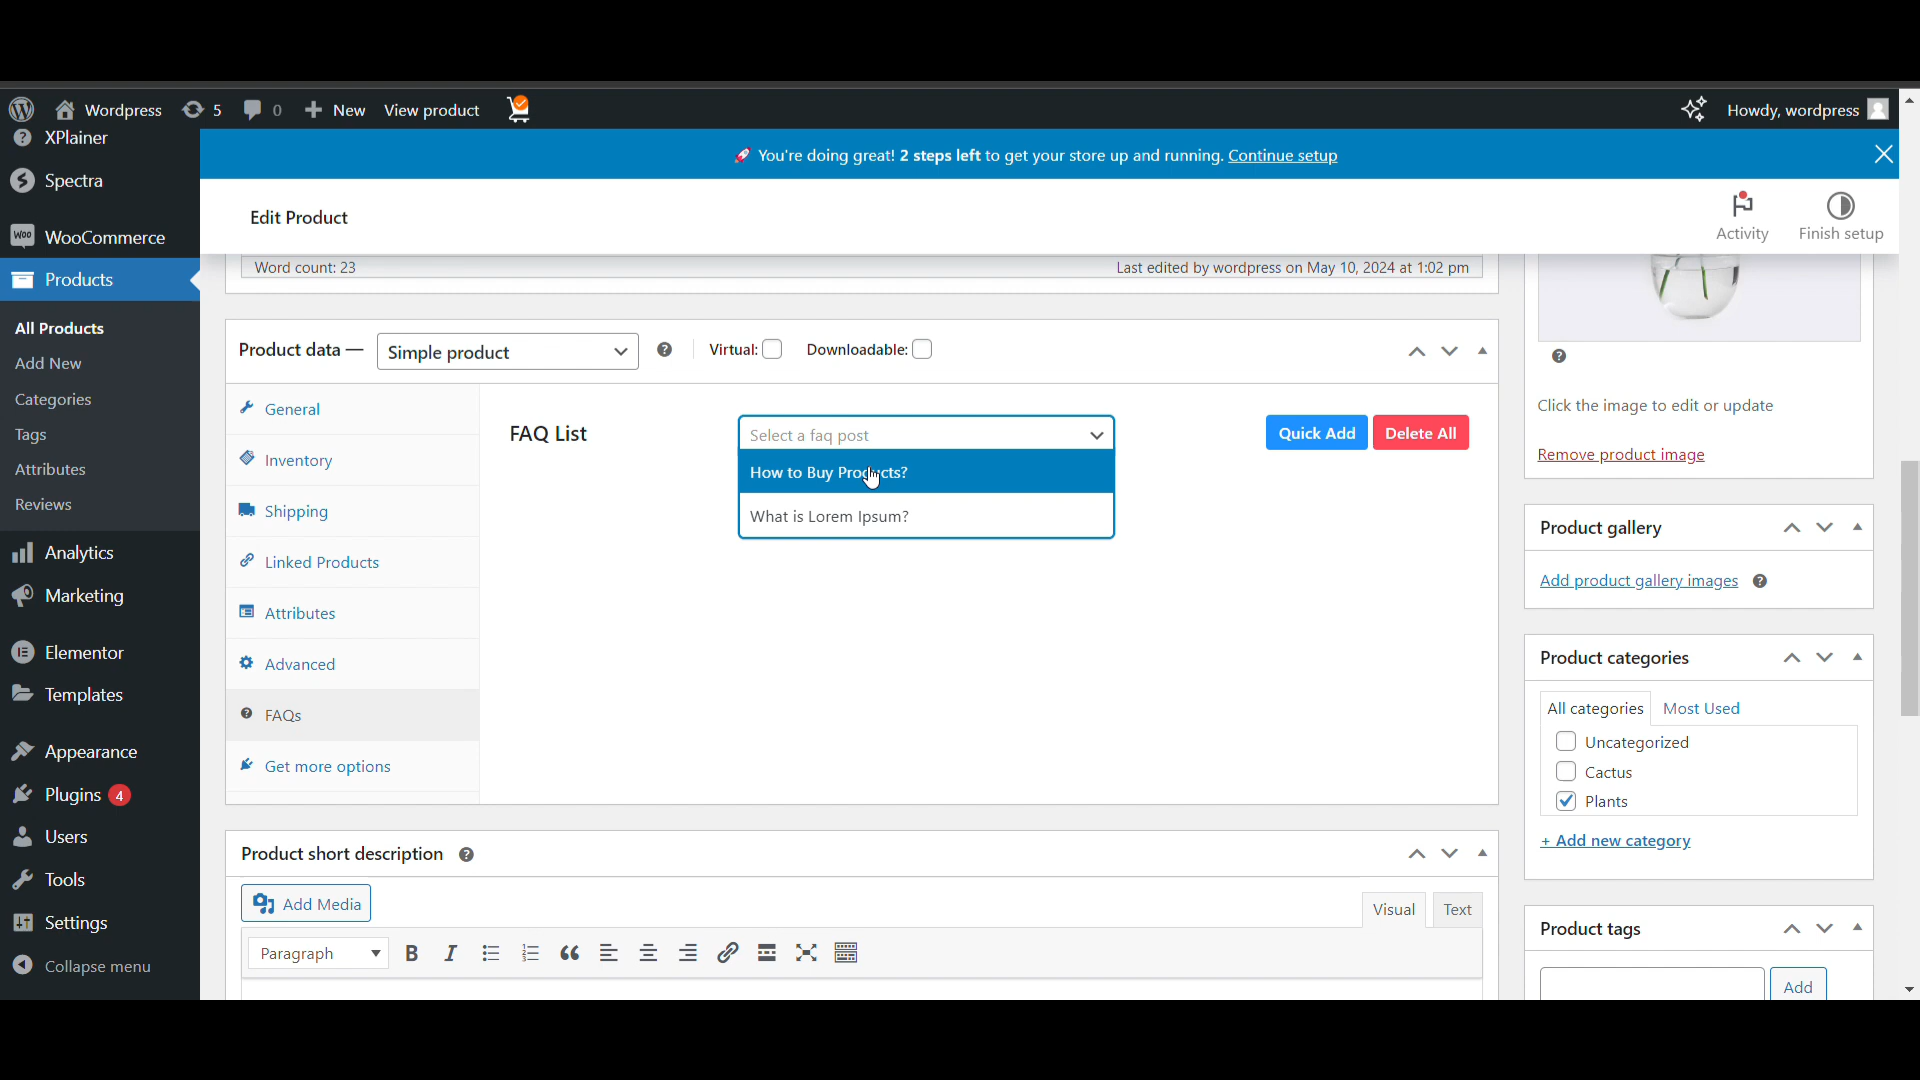 Wordpress 5 0 New View product Howdy, wordpress
XPlainer
🚀 You're doing great! 2 steps left to get your store up and running. Continue setup
Spectra
Edit Product
Activity
Finish setup
Woo WooCommerce
Products
All Products
Add New
Categories
Tags
Attributes
Reviews
Analytics
Marketing
Elementor
Templates
Appearance
Plugins 4
Users
Tools
Settings
Collapse menu
Word count: 23
Last edited by wordpress on May 10, 2024 at 1:02 pm
Product data — Simple product Virtual: Downloadable:
General
Inventory
Shipping
Linked Products
Attributes
Advanced
FAQs
Get more options
FAQ List
Select a faq post
How to Buy Products?
What is Lorem Ipsum?
Quick Add
Delete All
Product short description
Add Media
Visual
Text
Paragraph
Click the image to edit or update
Remove product image
Product gallery
Add product gallery images
Product categories
All categories
Most Used
Uncategorized
Cactus
Plants
+ Add new category
Product tags
Add